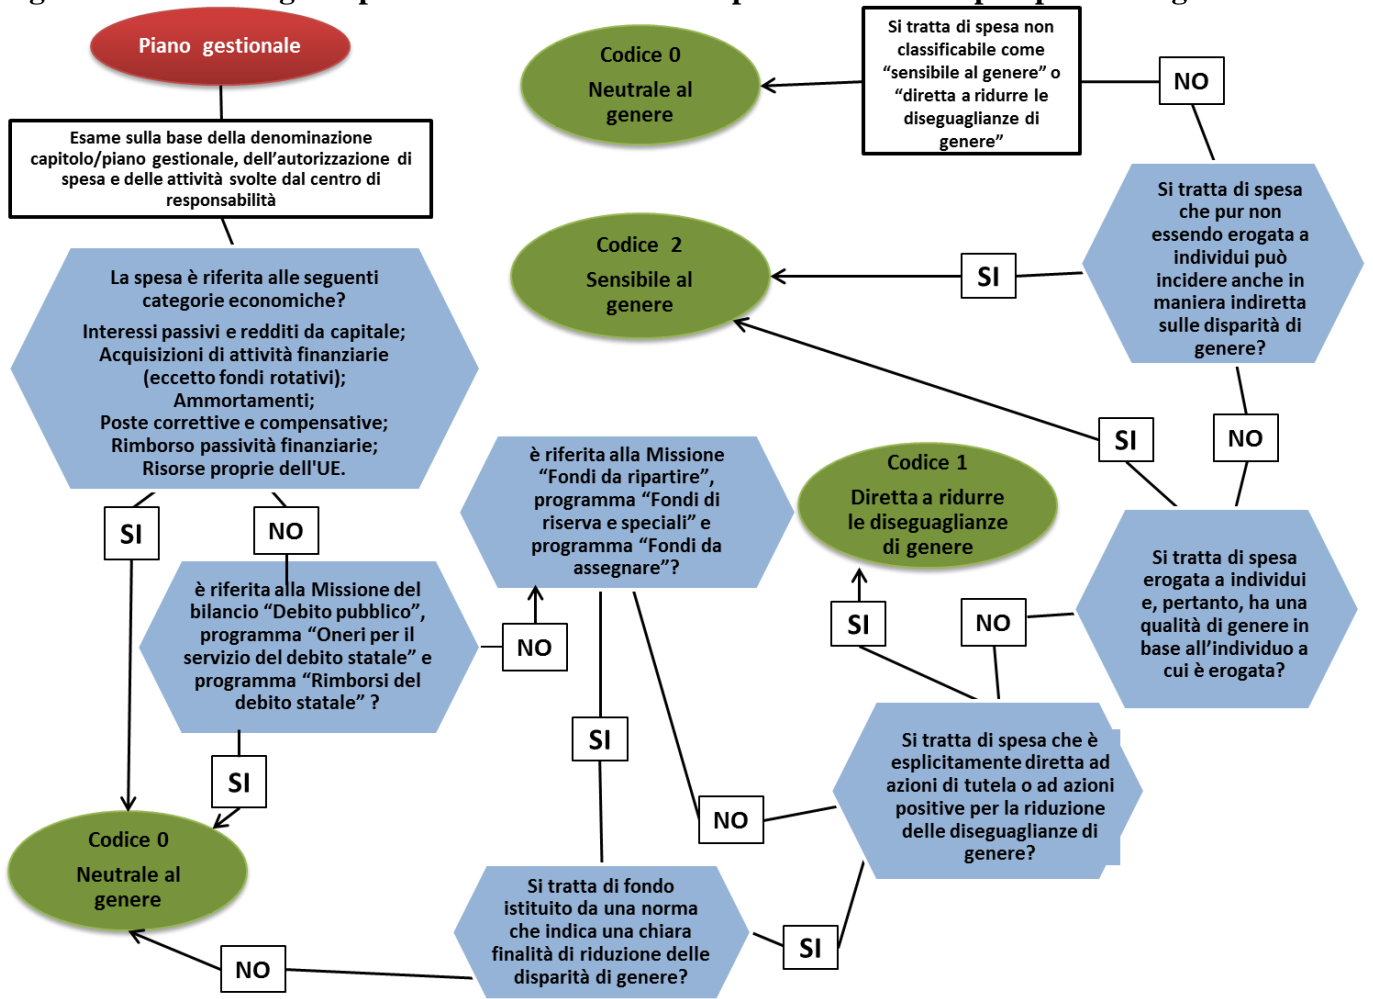 Piano gestionale
Esame sulla base della denominazione
capitolo/piano gestionale, dell'autorizzazione di
spesa e delle attività svolte dal centro di
responsabilità
La spesa è riferita alle seguenti
categorie economiche?
Interessi passivi e redditi da capitale;
Acquisizioni di attività finanziarie
(eccetto fondi rotativi);
Ammortamenti;
Poste correttive e compensative;
Rimborso passività finanziarie;
Risorse proprie dell'UE.
SI
NO
è riferita alla Missione del
bilancio “Debito pubblico”,
programma “Oneri per il
servizio del debito statale” e
programma “Rimborsi del
debito statale” ?
SI
NO
Codice 0
Neutrale al
genere
è riferita alla Missione
“Fondi da ripartire”,
programma “Fondi di
riserva e speciali” e
programma “Fondi da
assegnare”?
SI
NO
Si tratta di fondo
istituito da una norma
che indica una chiara
finalità di riduzione delle
disparità di genere?
NO
SI
Si tratta di spesa che è
esplicitamente diretta ad
azioni di tutela o ad azioni
positive per la riduzione
delle diseguaglianze di
genere?
SI
NO
Codice 1
Diretta a ridurre
le diseguaglianze
di genere
Si tratta di spesa
erogata a individui
e, pertanto, ha una
qualità di genere in
base all'individuo a
cui è erogata?
SI
NO
Codice 2
Sensibile al
genere
Si tratta di spesa
che pur non
essendo erogata a
individui può
incidere anche in
maniera indiretta
sulle disparità di
genere?
SI
NO
Si tratta di spesa non
classificabile come
“sensibile al genere” o
“diretta a ridurre le
diseguaglianze di
genere”
Codice 0
Neutrale al
genere